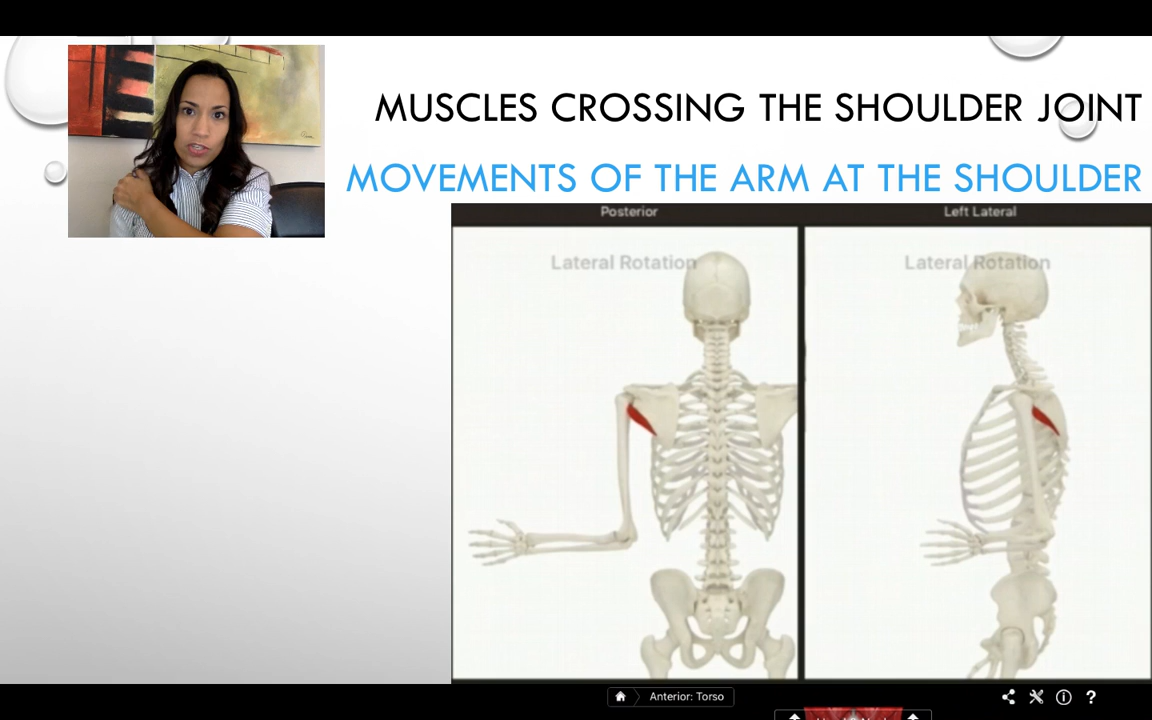 MUSCLES CROSSING THE SHOULDER JOINT
MOVEMENTS OF THE ARM AT THE SHOULDER
Posterior
Left Lateral
Lateral Rotation
Lateral Rotation
Anterior: Torso
?